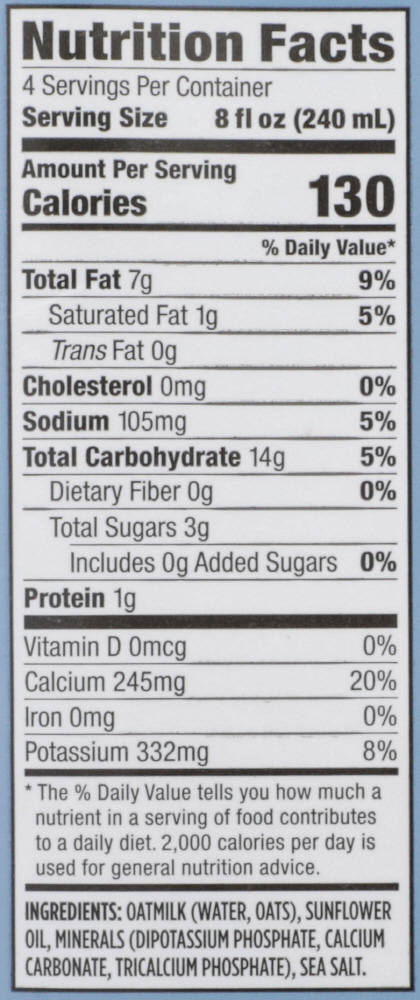 Nutrition Facts
4 Servings Per Container
Serving Size 8 fl oz (240 mL)
Amount Per Serving
Calories 130
% Daily Value*
Total Fat 7g 9%
Saturated Fat 1g 5%
Trans Fat 0g
Cholesterol 0mg 0%
Sodium 105mg 5%
Total Carbohydrate 14g 5%
Dietary Fiber 0g 0%
Total Sugars 3g
Includes 0g Added Sugars 0%
Protein 1g
Vitamin D 0mcg 0%
Calcium 245mg 20%
Iron 0mg 0%
Potassium 332mg 8%
* The % Daily Value tells you how much a
nutrient in a serving of food contributes
to a daily diet. 2,000 calories per day is
used for general nutrition advice.
INGREDIENTS: OATMILK (WATER, OATS), SUNFLOWER
OIL, MINERALS (DIPOTASSIUM PHOSPHATE, CALCIUM
CARBONATE, TRICALCIUM PHOSPHATE), SEA SALT.